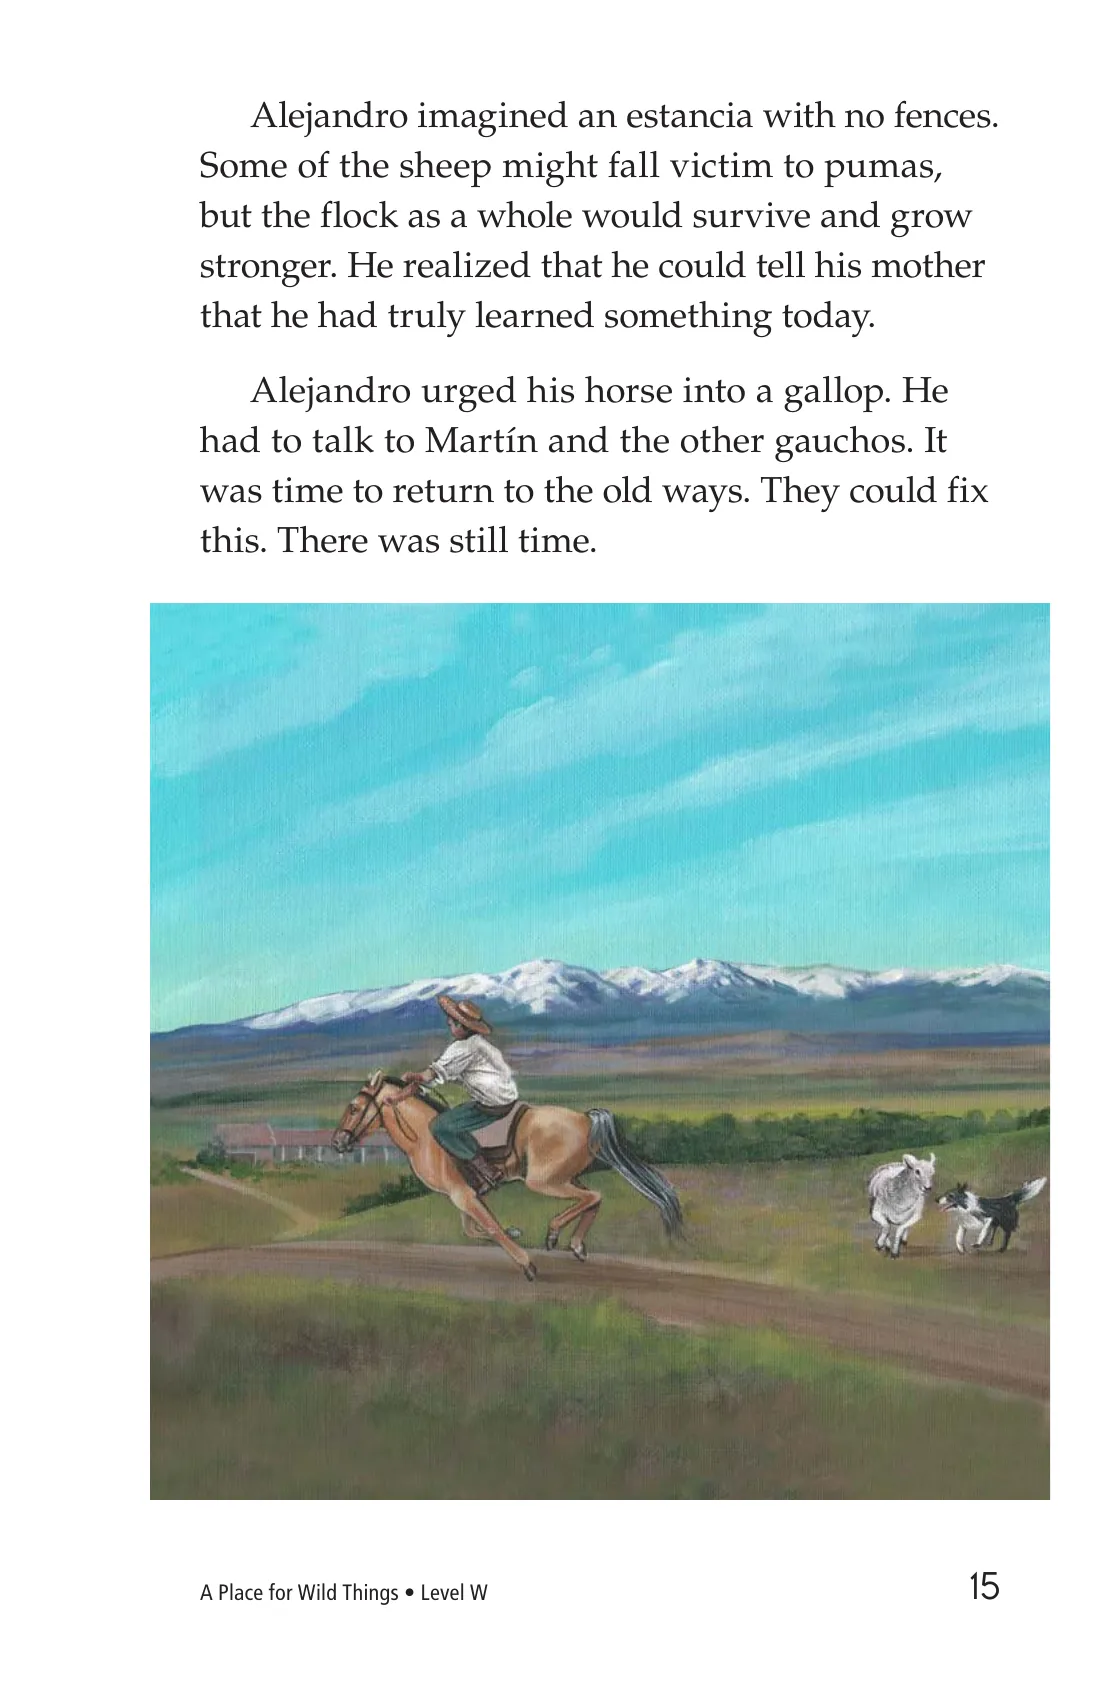 Alejandro imagined an estancia with no fences.
Some of the sheep might fall victim to pumas,
but the flock as a whole would survive and grow
stronger. He realized that he could tell his mother
that he had truly learned something today.
Alejandro urged his horse into a gallop. He
had to talk to Martín and the other gauchos. It
was time to return to the old ways. They could fix
this. There was still time.
A Place for Wild Things • Level W
15